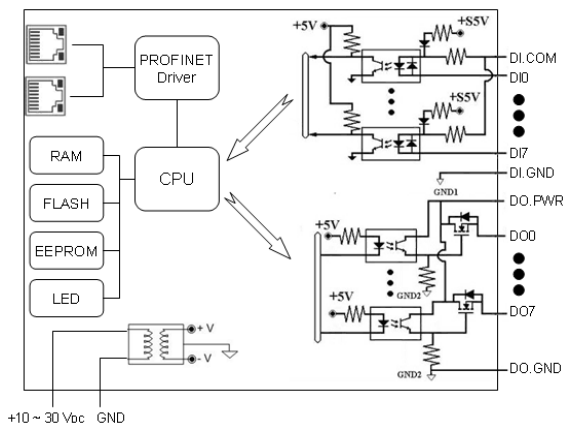 PROFINET
Driver
CPU
RAM
FLASH
EEPROM
LED
+ V
- V
+10 ~ 30 VDC GND
+5V
+S5V
DI.COM
DI0
+S5V
DI7
DI.GND
GND1
DO.PWR
+5V
DO0
GND2
+5V
DO7
GND2
DO.GND